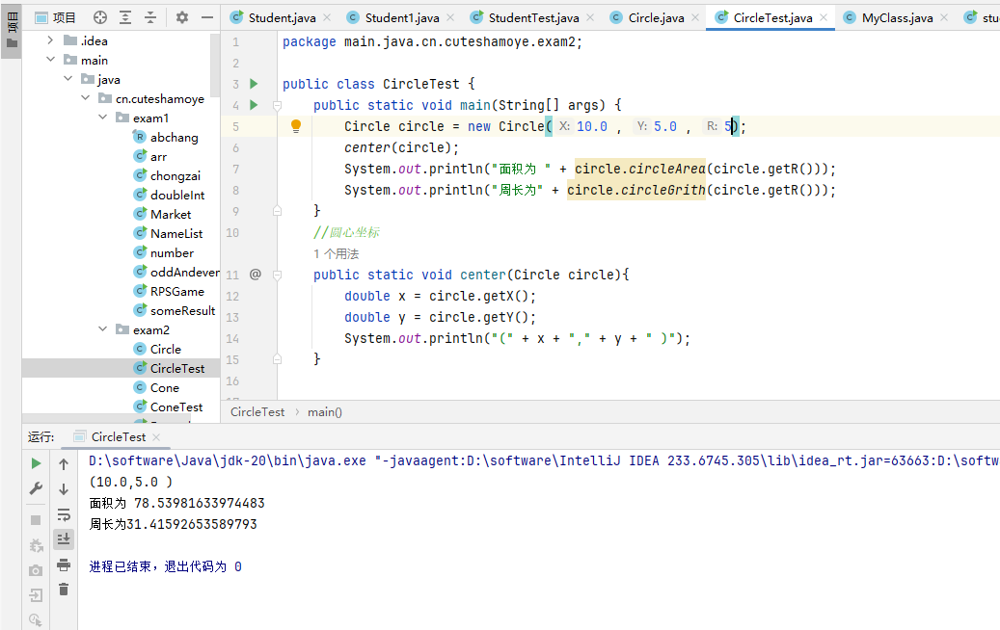 项目
项目
Student.java
Student1.java
StudentTest.java
Circle.java
CircleTest.java
MyClass.java
stu
.idea
main
java
cn.cuteshamoye
exam1
abchang
arr
chongzai
doubleInt
Market
NameList
number
oddAndever
RPSGame
someResult
exam2
Circle
CircleTest
Cone
ConeTest
1 package main.java.cn.cuteshamoye.exam2;
2
3 public class CircleTest {
4 public static void main(String[] args) {
5 Circle circle = new Circle( X: 10.0 , Y: 5.0 , R: 5);
6 center(circle);
7 System.out.println("面积为 " + circle.circleArea(circle.getR()));
8 System.out.println("周长为" + circle.circleGrith(circle.getR()));
9 }
10 //圆心坐标
1 个用法
11 @ public static void center(Circle circle){
12 double x = circle.getX();
13 double y = circle.getY();
14 System.out.println("(" + x + "," + y + " )");
15 }
16
CircleTest > main()
运行: CircleTest
D:\software\Java\jdk-20\bin\java.exe "-javaagent:D:\software\IntelliJ IDEA 233.6745.305\lib\idea_rt.jar=63663:D:\softw
(10.0,5.0 )
面积为 78.53981633974483
周长为31.41592653589793
进程已结束，退出代码为 0